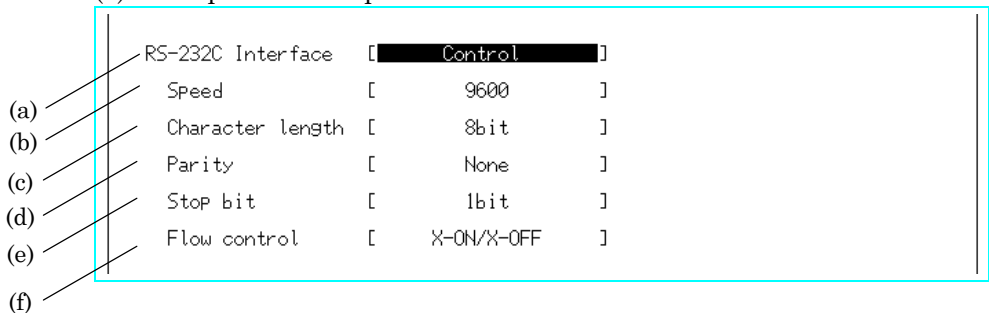 RS-232C Interface [ Control ]
(a) Speed [ 9600 ]
(b) Character length [ 8bit ]
(c) Parity [ None ]
(d) Stop bit [ 1bit ]
(e) Flow control [ X-ON/X-OFF ]
(f)